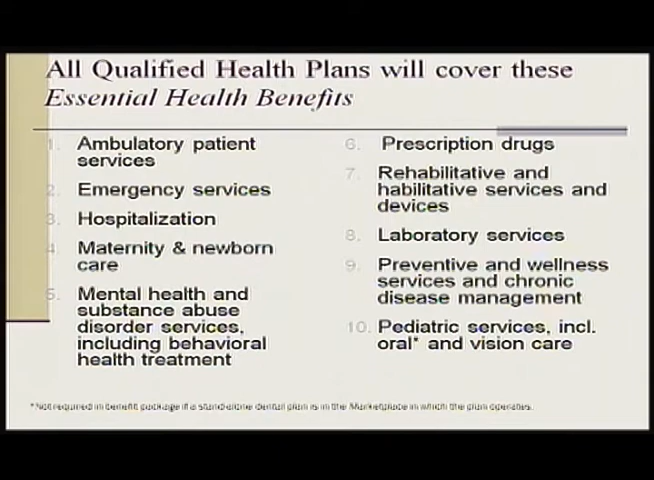 All Qualified Health Plans will cover these
Essential Health Benefits
1. Ambulatory patient
services
2. Emergency services
3. Hospitalization
4. Maternity & newborn
care
5. Mental health and
substance abuse
disorder services,
including behavioral
health treatment
6. Prescription drugs
7. Rehabilitative and
habilitative services and
devices
8. Laboratory services
9. Preventive and wellness
services and chronic
disease management
10. Pediatric services, incl.
oral* and vision care
*Not required in benefit package if a stand-alone dental plan is in the Marketplace in which the plan operates.